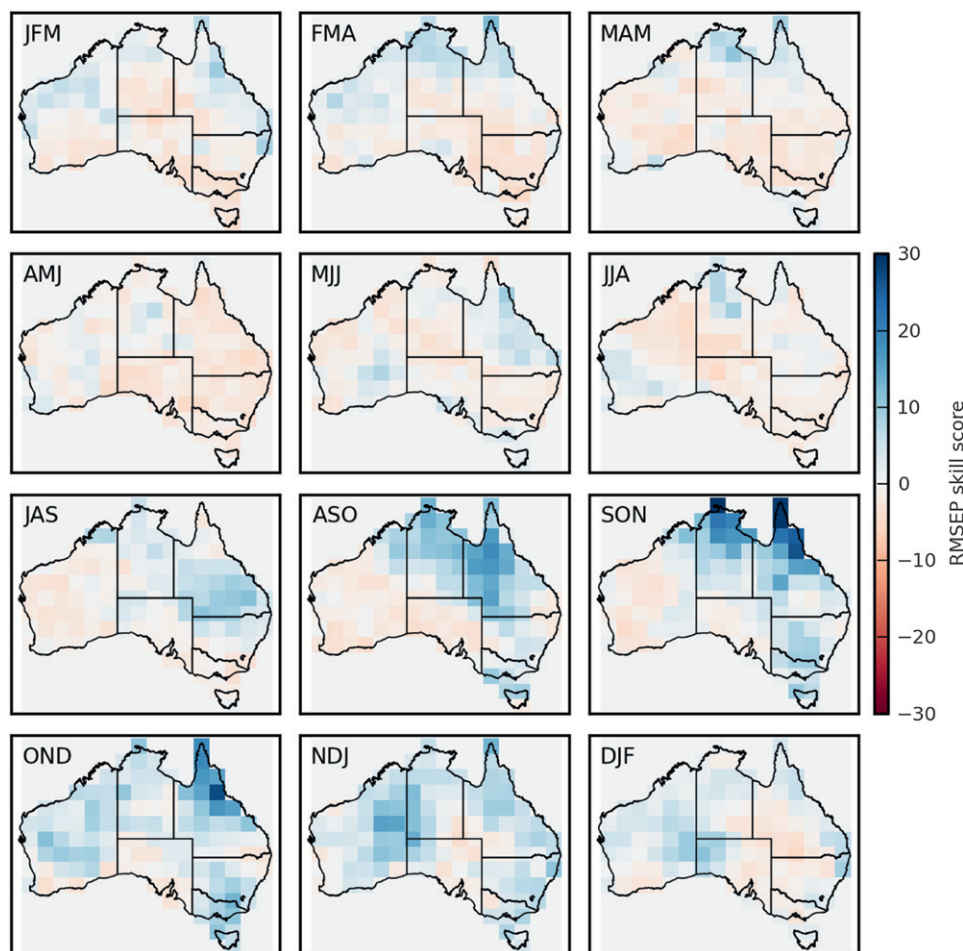 JFM
FMA
MAM
AMJ
MJJ
JJA
JAS
ASO
SON
OND
NDJ
DJF
30
20
10
0
−10
−20
−30
RMSEP skill score